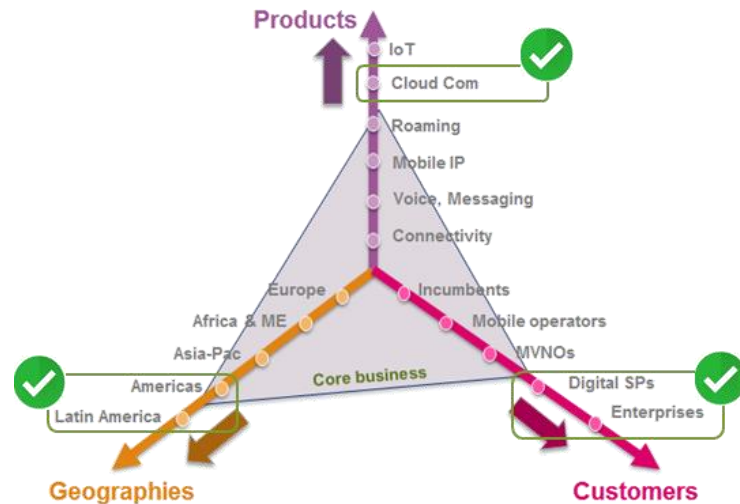 Products
IoT
Cloud Com
Roaming
Mobile IP
Voice, Messaging
Connectivity
Europe
Incumbents
Africa & ME
Mobile operators
Asia-Pac
MVNOs
Core business
Americas
Digital SPs
Latin America
Enterprises
Geographies
Customers